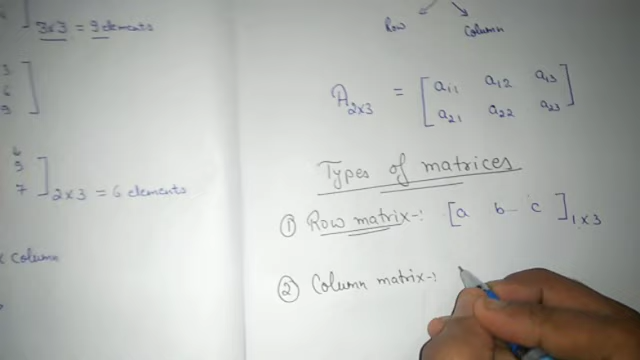 3x3 = 9 elements
3
6
9
9
7 ]2x3 = 6 elements
x column
Row Column
A2x3 = [ a11 a12 a13
a21 a22 a23 ]
Types of matrices
① Row matrix-: [a b c ]1x3
② Column matrix-: